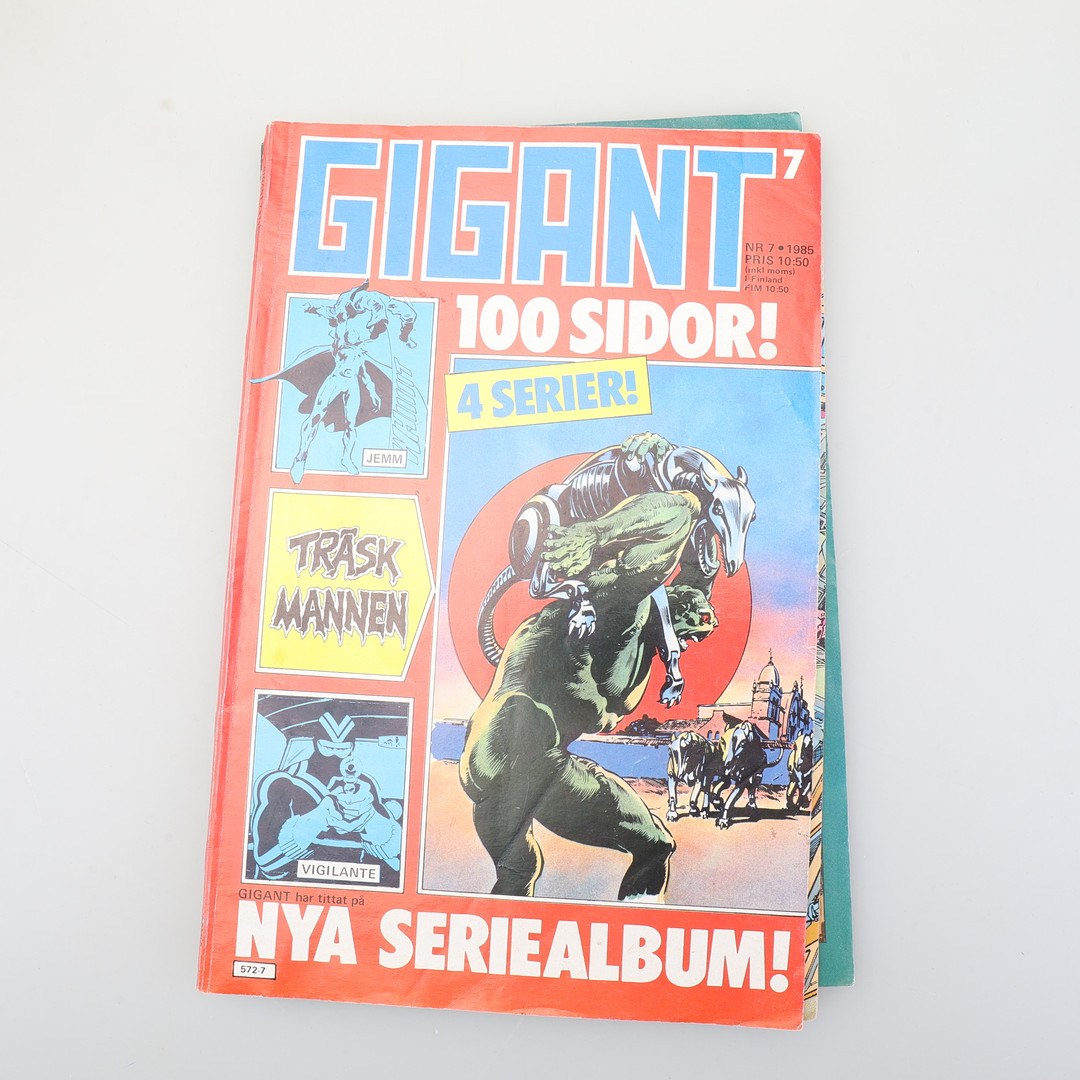 GIGANT 7
NR 7 • 1985
PRIS 10:50
(inkl moms)
I Finland
FIM 10:50
100 SIDOR!
4 SERIER!
JEMM
TRÄSK
MANNEN
VIGILANTE
GIGANT har tittat på
NYA SERIEALBUM!
572-7